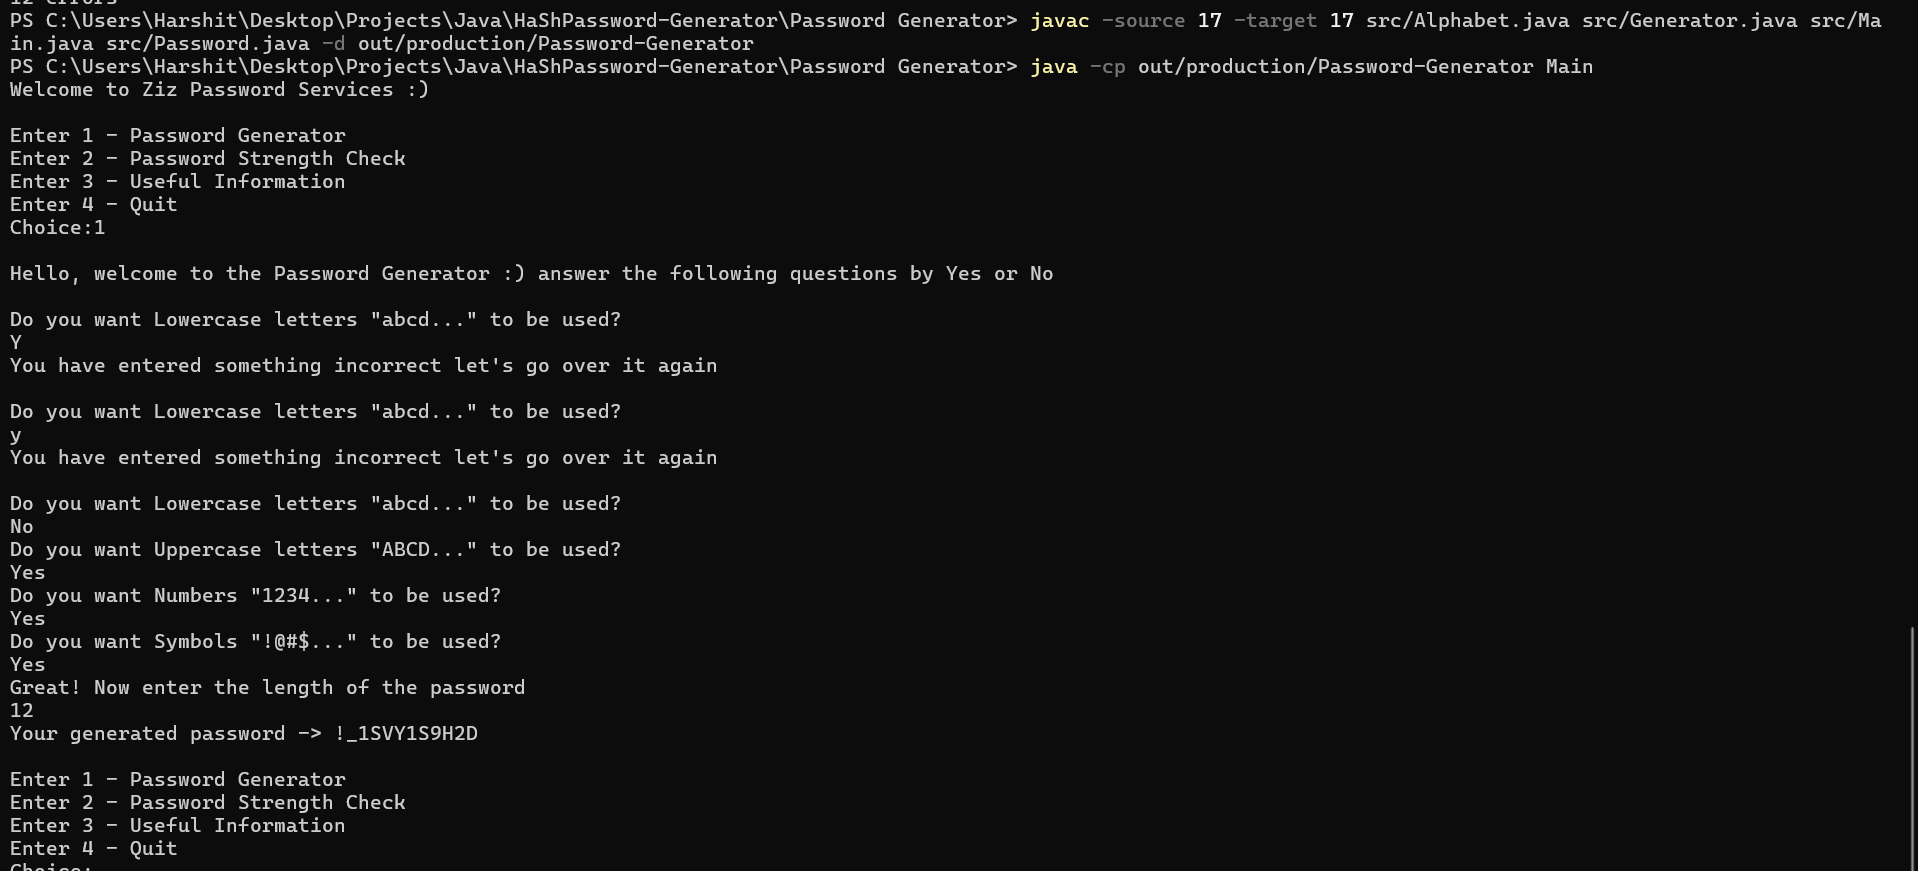 12 errors
PS C:\Users\Harshit\Desktop\Projects\Java\HaShPassword-Generator\Password Generator> javac -source 17 -target 17 src/Alphabet.java src/Generator.java src/Ma
in.java src/Password.java -d out/production/Password-Generator
PS C:\Users\Harshit\Desktop\Projects\Java\HaShPassword-Generator\Password Generator> java -cp out/production/Password-Generator Main
Welcome to Ziz Password Services :)
Enter 1 - Password Generator
Enter 2 - Password Strength Check
Enter 3 - Useful Information
Enter 4 - Quit
Choice:1
Hello, welcome to the Password Generator :) answer the following questions by Yes or No
Do you want Lowercase letters "abcd..." to be used?
Y
You have entered something incorrect let's go over it again
Do you want Lowercase letters "abcd..." to be used?
y
You have entered something incorrect let's go over it again
Do you want Lowercase letters "abcd..." to be used?
No
Do you want Uppercase letters "ABCD..." to be used?
Yes
Do you want Numbers "1234..." to be used?
Yes
Do you want Symbols "!@#$..." to be used?
Yes
Great! Now enter the length of the password
12
Your generated password -> !_1SVY1S9H2D
Enter 1 - Password Generator
Enter 2 - Password Strength Check
Enter 3 - Useful Information
Enter 4 - Quit
Choice: